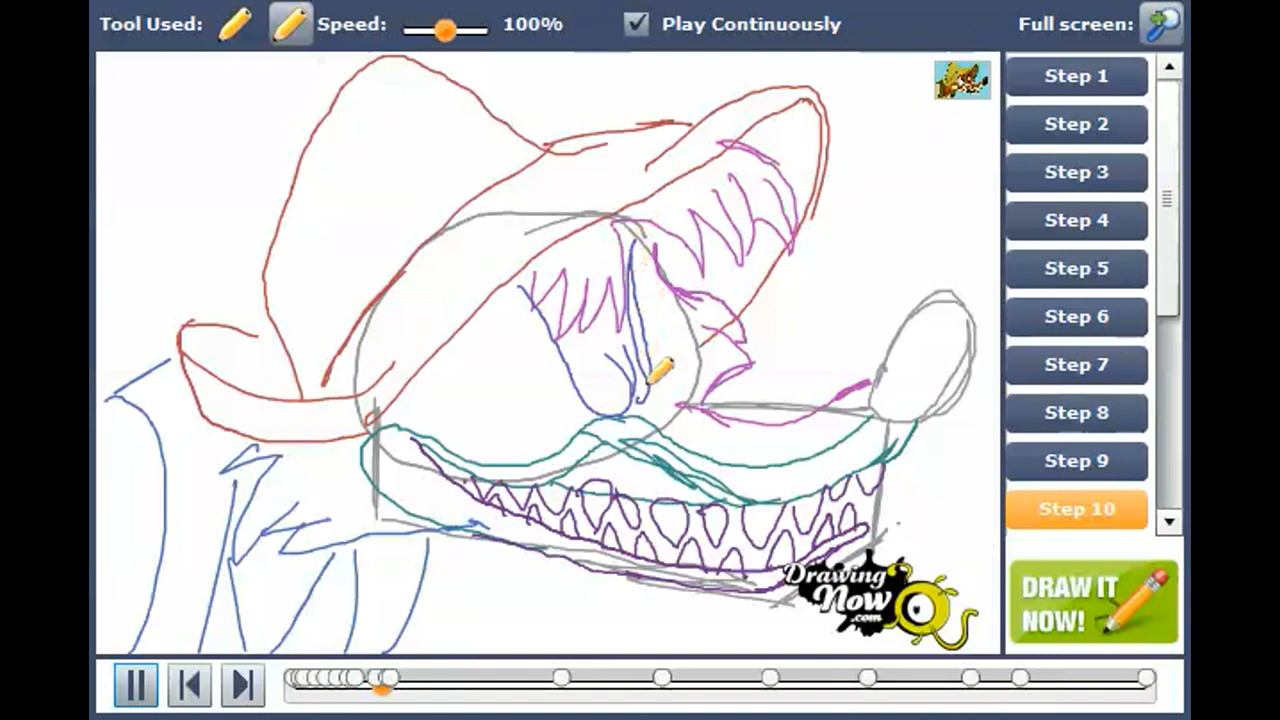 Tool Used: Speed: 100% Play Continuously Full screen:
Step 1
Step 2
Step 3
Step 4
Step 5
Step 6
Step 7
Step 8
Step 9
Step 10
Drawing
Now
.com
DRAW IT
NOW!